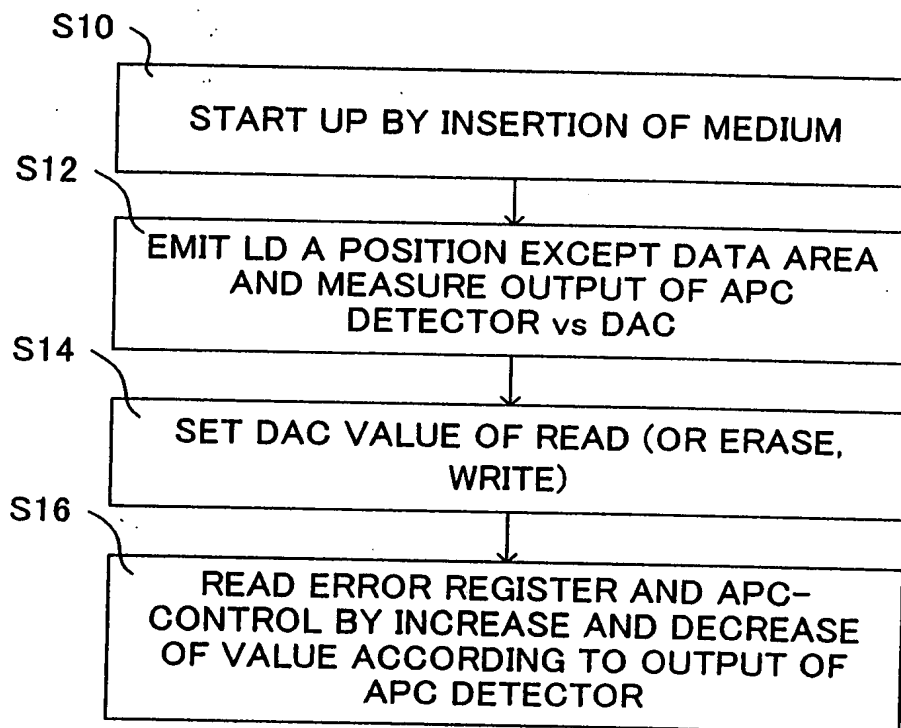 S10
START UP BY INSERTION OF MEDIUM
S12
EMIT LD A POSITION EXCEPT DATA AREA
AND MEASURE OUTPUT OF APC
DETECTOR vs DAC
S14
SET DAC VALUE OF READ (OR ERASE,
WRITE)
S16
READ ERROR REGISTER AND APC-
CONTROL BY INCREASE AND DECREASE
OF VALUE ACCORDING TO OUTPUT OF
APC DETECTOR